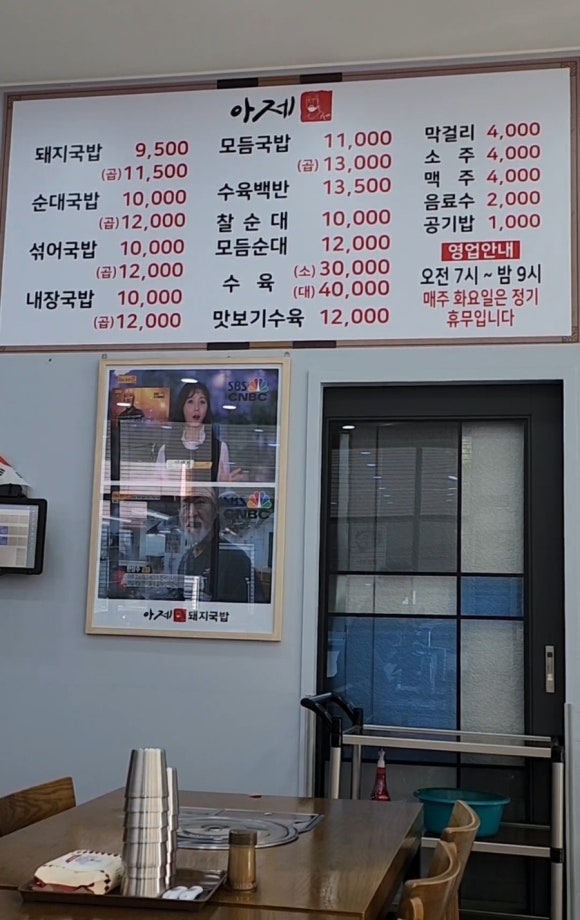 아제
돼지국밥 9,500
(곱)11,500
순대국밥 10,000
(곱)12,000
섞어국밥 10,000
(곱)12,000
내장국밥 10,000
(곱)12,000
모듬국밥 11,000
(곱)13,000
수육백반 13,500
찰순대 10,000
모듬순대 12,000
수육 (소)30,000
(대)40,000
맛보기수육 12,000
막걸리 4,000
소주 4,000
맥주 4,000
음료수 2,000
공기밥 1,000
영업안내
오전 7시 ~ 밤 9시
매주 화요일은 정기
휴무입니다
SBS
CNBC
SBS
CNBC
아제 돼지국밥